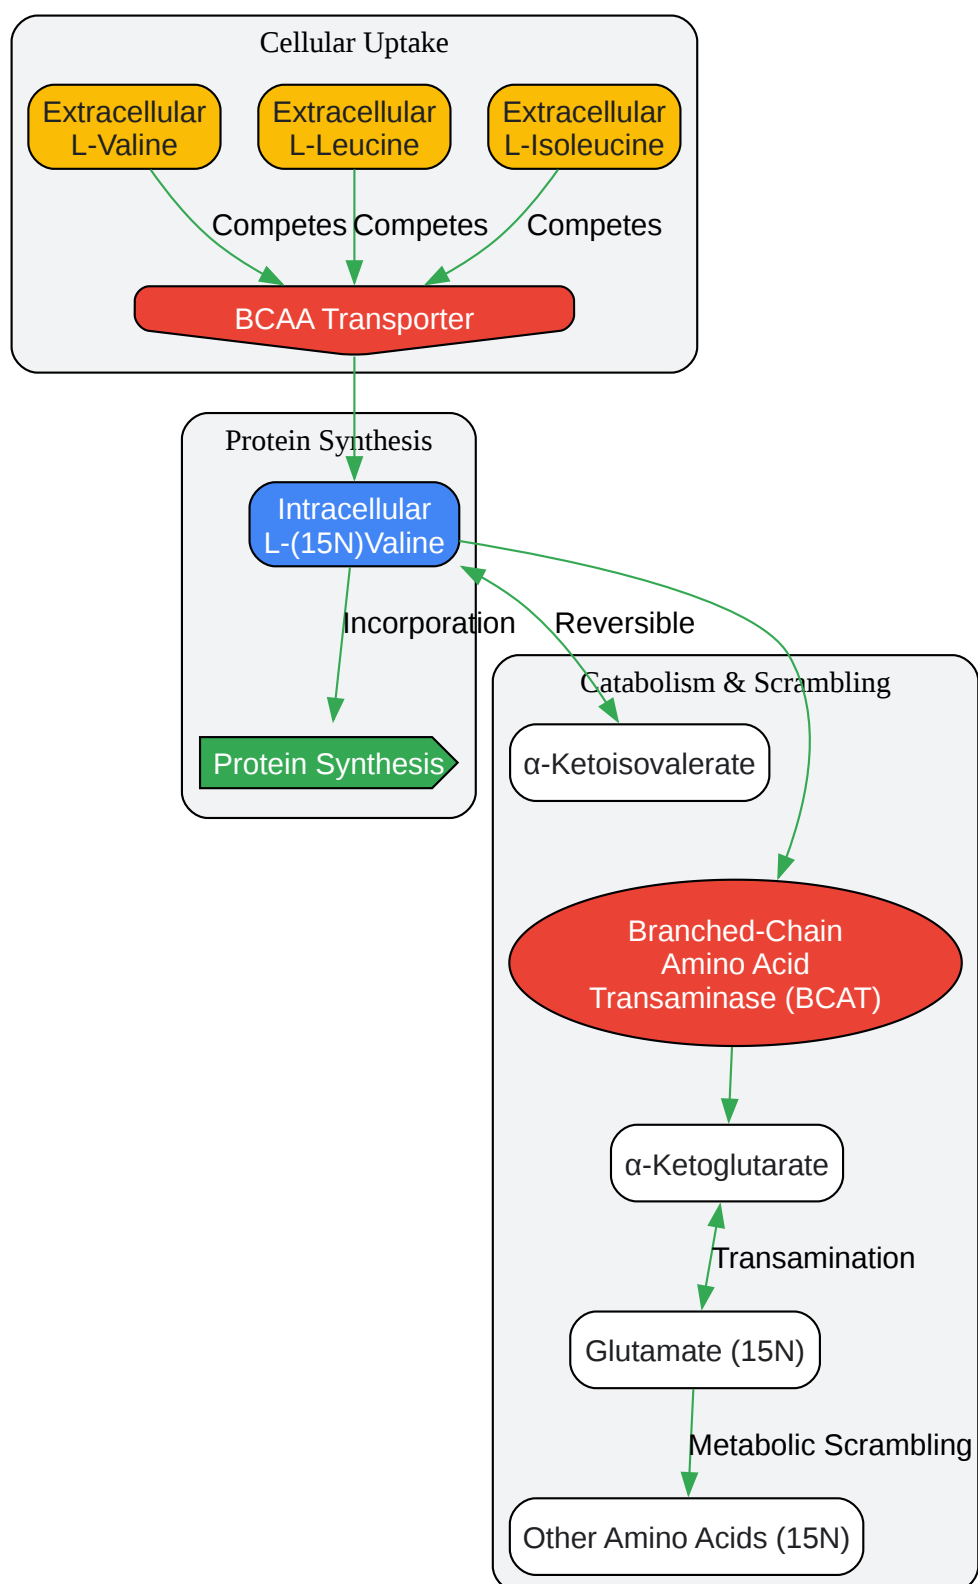 Cellular Uptake
Extracellular
L-Valine
Extracellular
L-Leucine
Extracellular
L-Isoleucine
Competes
Competes
Competes
BCAA Transporter
Protein Synthesis
Intracellular
L-(15N)Valine
Incorporation
Reversible
Protein Synthesis
Catabolism & Scrambling
α-Ketoisovalerate
Branched-Chain
Amino Acid
Transaminase (BCAT)
α-Ketoglutarate
Transamination
Glutamate (15N)
Metabolic Scrambling
Other Amino Acids (15N)